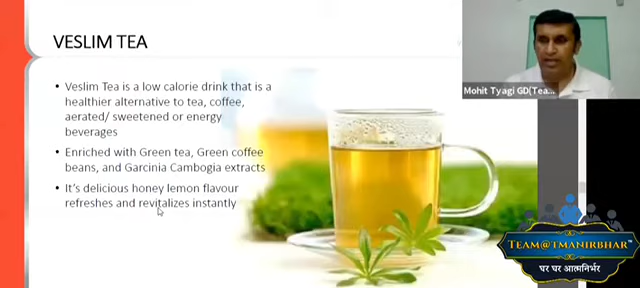 VESLIM TEA
• Veslim Tea is a low calorie drink that is a
healthier alternative to tea, coffee,
aerated/ sweetened or energy
beverages
• Enriched with Green tea, Green coffee
beans, and Garcinia Cambogia extracts
• It's delicious honey lemon flavour
refreshes and revitalizes instantly
Mohit Tyagi GD(Tea...
TEAM@TMANIRBHAR
घर घर आत्मनिर्भर